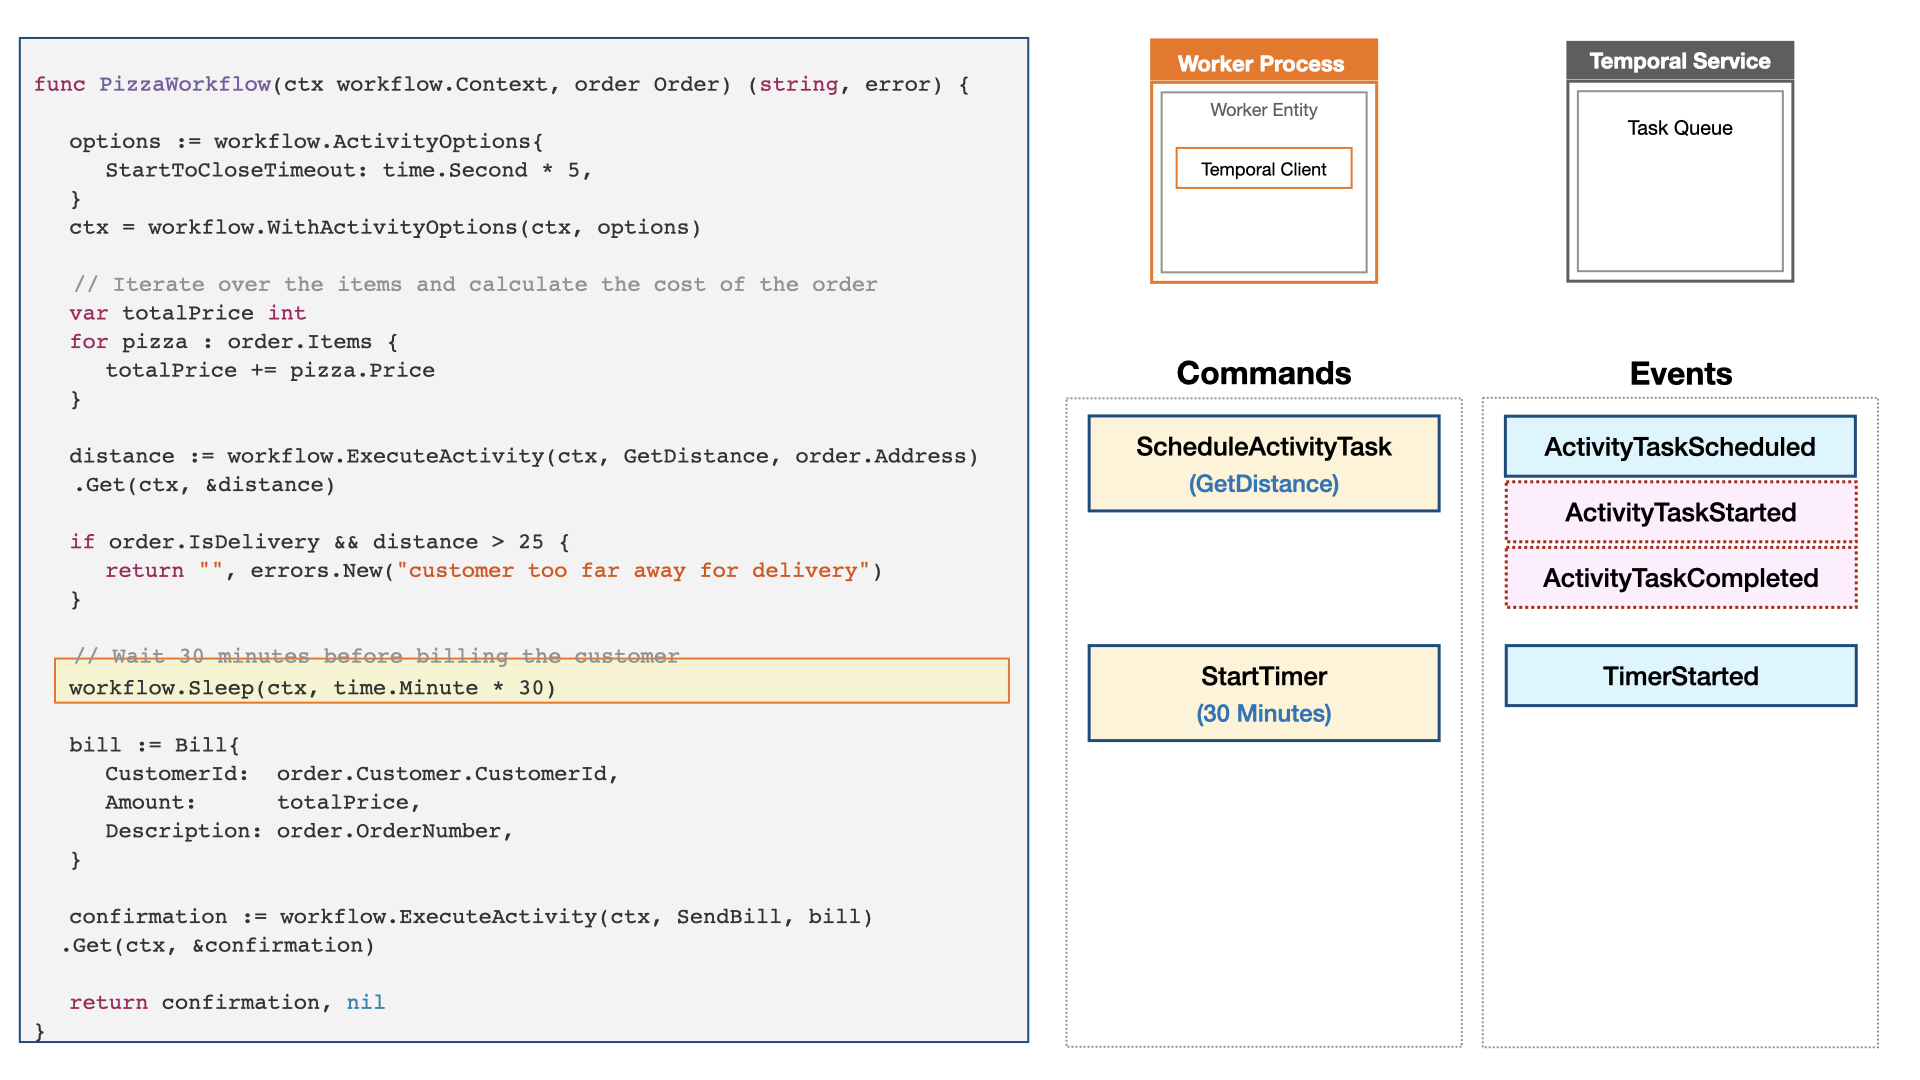 func PizzaWorkflow(ctx workflow.Context, order Order) (string, error) {
options := workflow.ActivityOptions{
StartToCloseTimeout: time.Second * 5,
}
ctx = workflow.WithActivityOptions(ctx, options)
// Iterate over the items and calculate the cost of the order
var totalPrice int
for pizza : order.Items {
totalPrice += pizza.Price
}
distance := workflow.ExecuteActivity(ctx, GetDistance, order.Address)
.Get(ctx, &distance)
if order.IsDelivery && distance > 25 {
return "", errors.New("customer too far away for delivery")
}
// Wait 30 minutes before billing the customer
workflow.Sleep(ctx, time.Minute * 30)
bill := Bill{
CustomerId: order.Customer.CustomerId,
Amount: totalPrice,
Description: order.OrderNumber,
}
confirmation := workflow.ExecuteActivity(ctx, SendBill, bill)
.Get(ctx, &confirmation)
return confirmation, nil
}
Worker Process
Worker Entity
Temporal Client
Temporal Service
Task Queue
Commands
ScheduleActivityTask
(GetDistance)
StartTimer
(30 Minutes)
Events
ActivityTaskScheduled
ActivityTaskStarted
ActivityTaskCompleted
TimerStarted